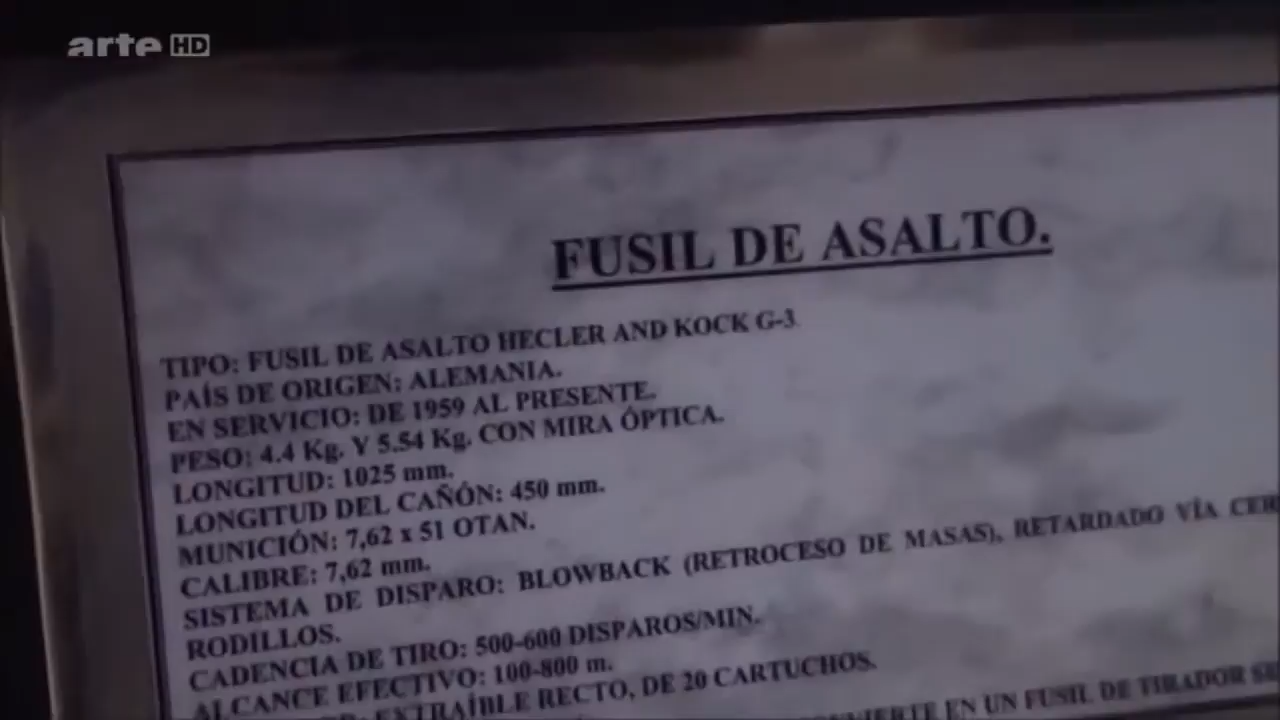 arte HD
FUSIL DE ASALTO.
TIPO: FUSIL DE ASALTO HECLER AND KOCK G-3
PAÍS DE ORIGEN: ALEMANIA.
EN SERVICIO: DE 1959 AL PRESENTE.
PESO: 4.4 Kg. Y 5.54 Kg. CON MIRA ÓPTICA.
LONGITUD: 1025 mm.
LONGITUD DEL CAÑÓN: 450 mm.
MUNICIÓN: 7,62 x 51 OTAN.
CALIBRE: 7,62 mm.
SISTEMA DE DISPARO: BLOWBACK (RETROCESO DE MASAS), RETARDADO VÍA
RODILLOS.
CADENCIA DE TIRO: 500-600 DISPAROS/MIN.
ALCANCE EFECTIVO: 100-800 m.
EXTRAÍBLE RECTO, DE 20 CARTUCHOS.
EN UN FUSIL DE TIRADOR